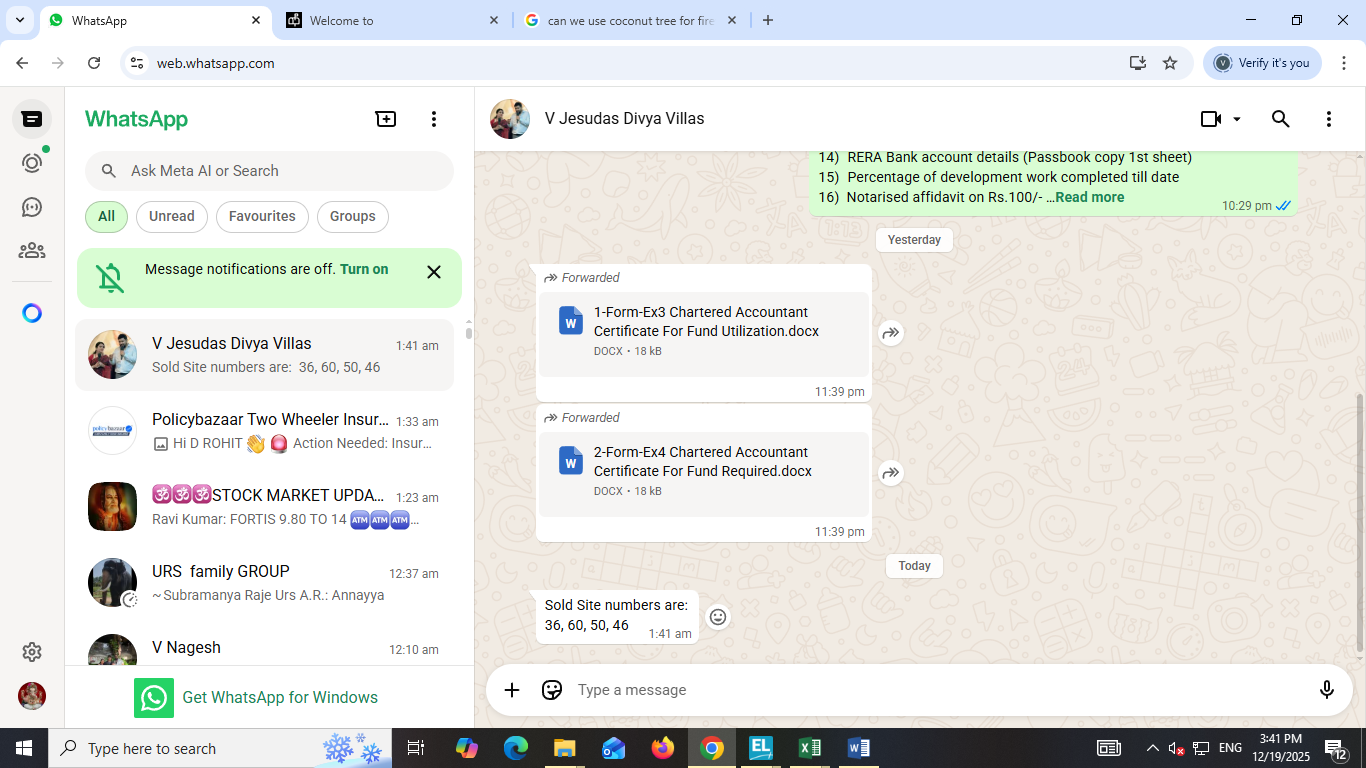 WhatsApp
Welcome to
can we use coconut tree for fire
web.whatsapp.com
V
Verify it's you
WhatsApp
Ask Meta AI or Search
All
Unread
Favourites
Groups
Message notifications are off. Turn on
V Jesudas Divya Villas
1:41 am
Sold Site numbers are: 36, 60, 50, 46
Policybazaar Two Wheeler Insur...
1:33 am
Hi D ROHIT 👋 🚨 Action Needed: Insur...
🕉🕉🕉STOCK MARKET UPDA...
1:23 am
Ravi Kumar: FORTIS 9.80 TO 14 🏧🏧🏧...
URS family GROUP
12:37 am
~ Subramanya Raje Urs A.R.: Annayya
V Nagesh
12:10 am
Get WhatsApp for Windows
V Jesudas Divya Villas
14) RERA Bank account details (Passbook copy 1st sheet)
15) Percentage of development work completed till date
16) Notarised affidavit on Rs.100/- ...Read more
10:29 pm
Yesterday
Forwarded
W
1-Form-Ex3 Chartered Accountant
Certificate For Fund Utilization.docx
DOCX • 18 kB
11:39 pm
Forwarded
W
2-Form-Ex4 Chartered Accountant
Certificate For Fund Required.docx
DOCX • 18 kB
11:39 pm
Today
Sold Site numbers are:
36, 60, 50, 46
1:41 am
Type a message
Type here to search
EL
ENG
3:41 PM
12/19/2025
12